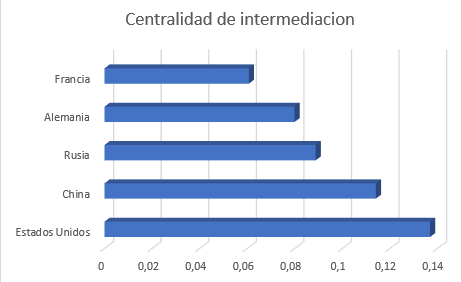 Centralidad de intermediacion
Francia
Alemania
Rusia
China
Estados Unidos
0 0,02 0,04 0,06 0,08 0,1 0,12 0,14